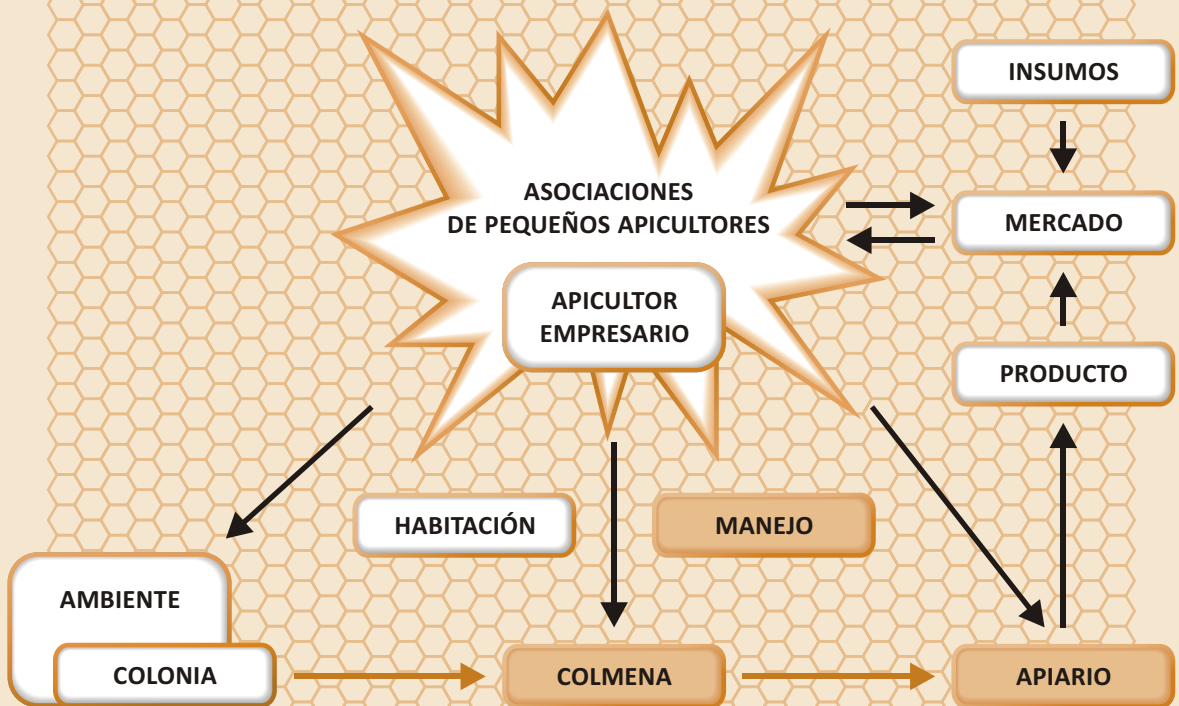 INSUMOS
ASOCIACIONES
DE PEQUEÑOS APICULTORES
MERCADO
APICULTOR
EMPRESARIO
PRODUCTO
HABITACIÓN
MANEJO
AMBIENTE
COLONIA
COLMENA
APIARIO